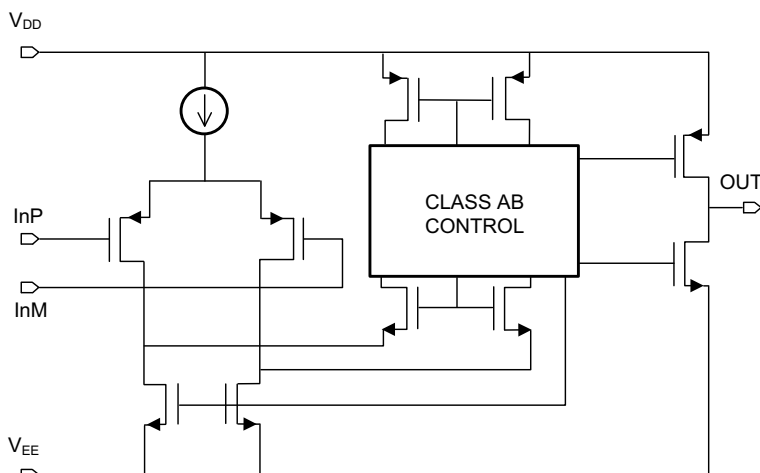 VDD
InP
InM
CLASS AB
CONTROL
OUT
VEE